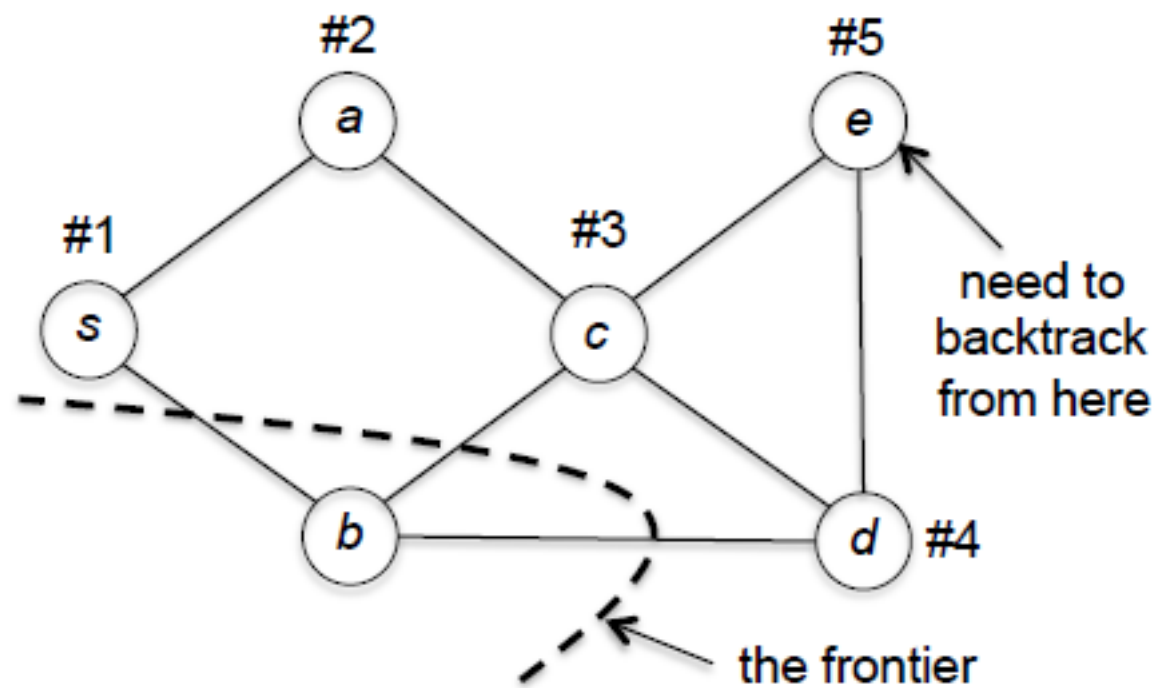 #2
#5
a
e
#1
#3
s
c
need to
backtrack
from here
b
d
#4
the frontier